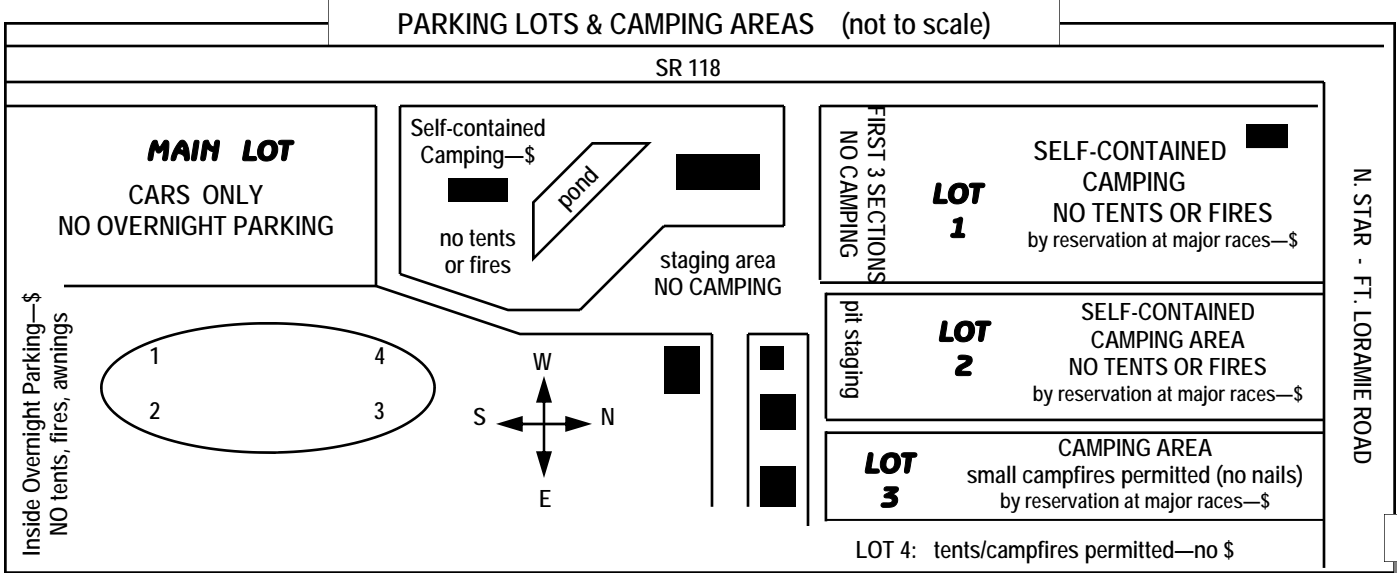 PARKING LOTS & CAMPING AREAS (not to scale)
SR 118
MAIN LOT
CARS ONLY
NO OVERNIGHT PARKING
Self-contained
Camping—$
pond
no tents
or fires
staging area
NO CAMPING
FIRST 3 SECTIONS
NO CAMPING
LOT
1
SELF-CONTAINED
CAMPING
NO TENTS OR FIRES
by reservation at major races—$
N. STAR - FT. LORAMIE ROAD
Inside Overnight Parking—$
NO tents, fires, awnings
1
4
2
3
W
S
N
E
pit staging
LOT
2
SELF-CONTAINED
CAMPING AREA
NO TENTS OR FIRES
by reservation at major races—$
LOT
3
CAMPING AREA
small campfires permitted (no nails)
by reservation at major races—$
LOT 4: tents/campfires permitted—no $